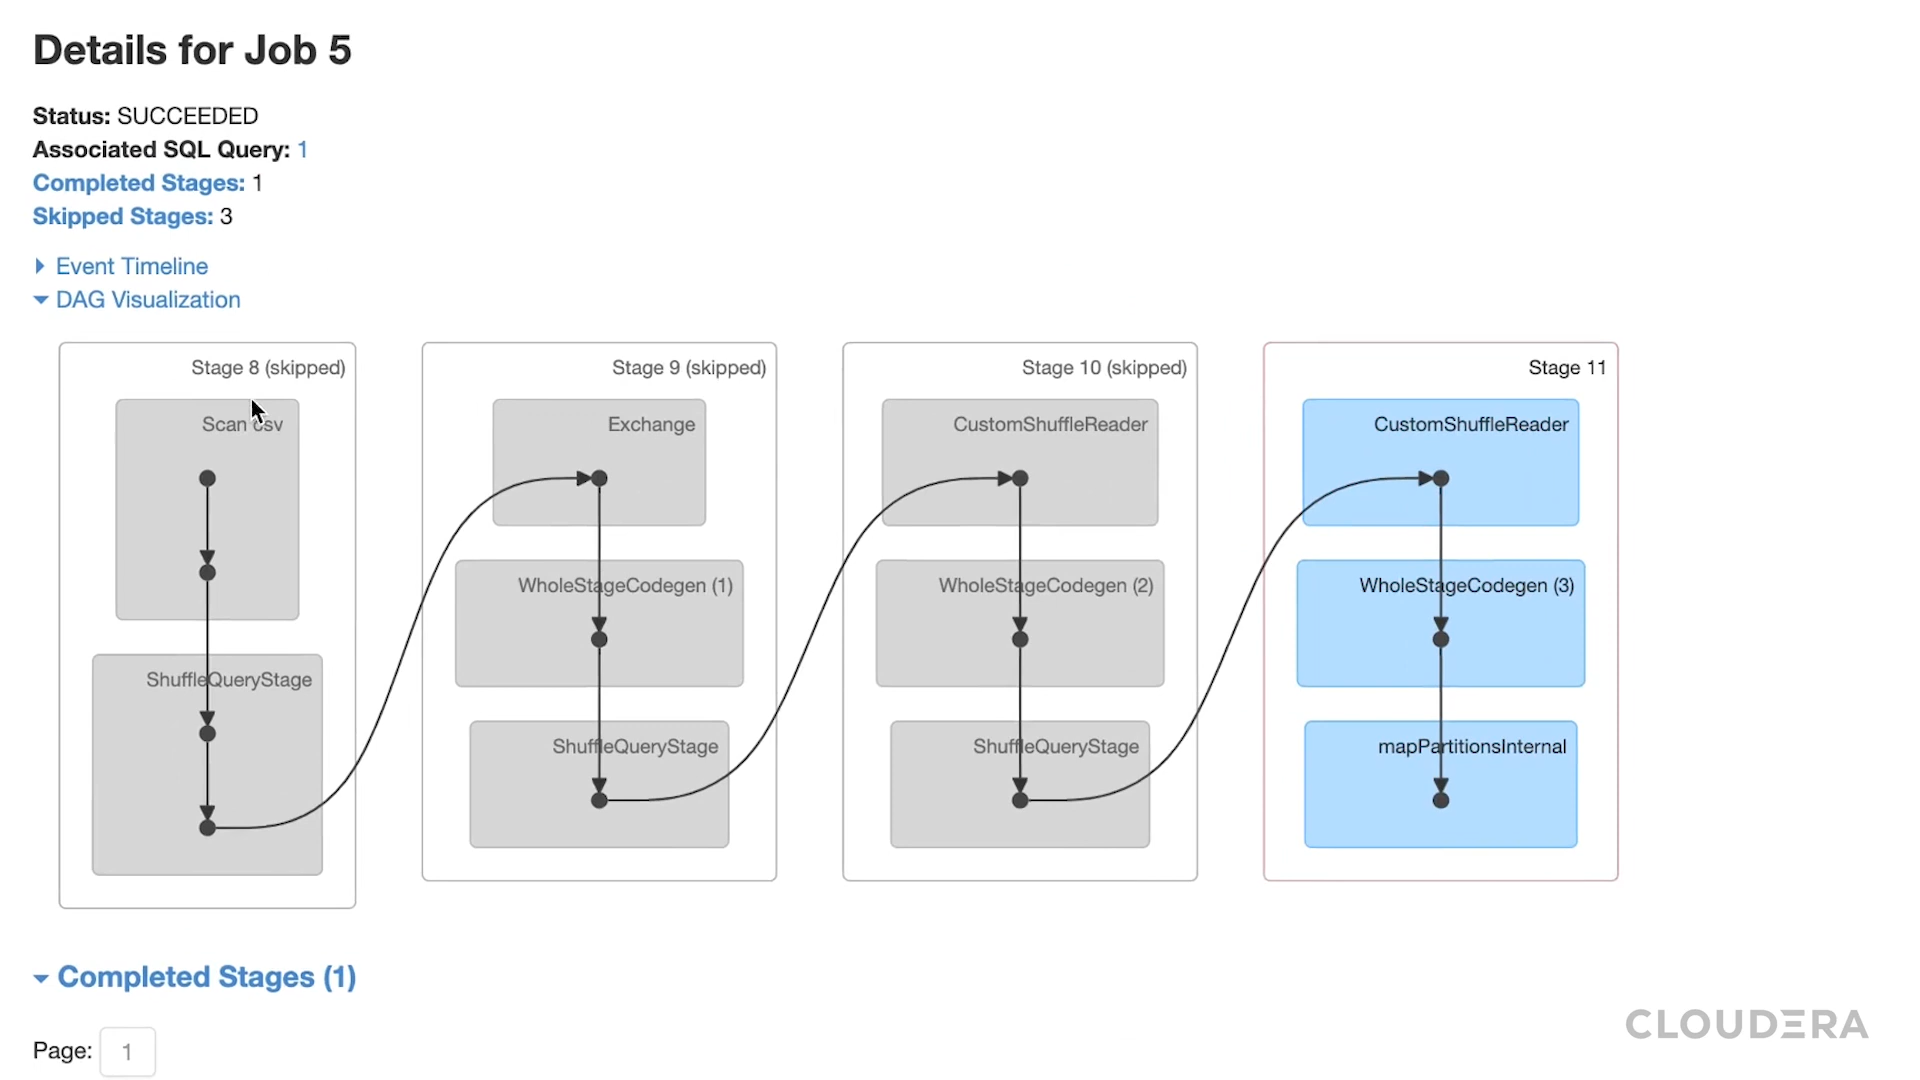 Details for Job 5
Status: SUCCEEDED
Associated SQL Query: 1
Completed Stages: 1
Skipped Stages: 3
Event Timeline
DAG Visualization
Stage 8 (skipped)
Scan csv
ShuffleQueryStage
Stage 9 (skipped)
Exchange
WholeStageCodegen (1)
ShuffleQueryStage
Stage 10 (skipped)
CustomShuffleReader
WholeStageCodegen (2)
ShuffleQueryStage
Stage 11
CustomShuffleReader
WholeStageCodegen (3)
mapPartitionsInternal
Completed Stages (1)
Page: 1
CLOUDERA